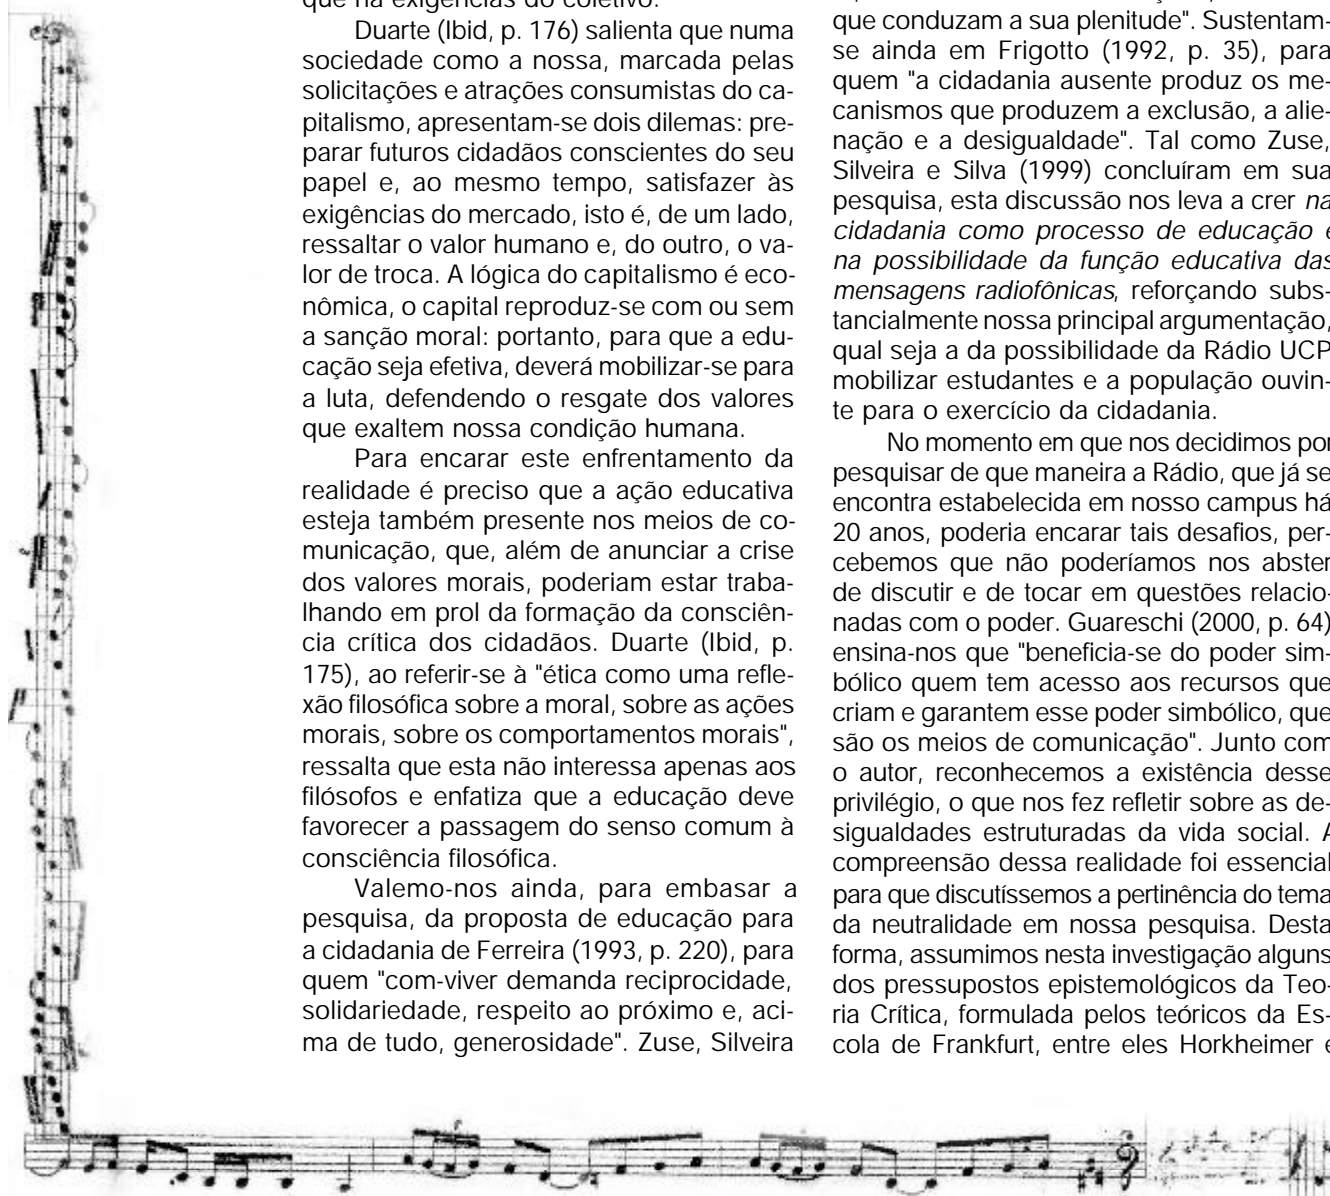 que na exigências do coletivo.
Duarte (Ibid, p. 176) salienta que numa
sociedade como a nossa, marcada pelas
solicitações e atrações consumistas do ca-
pitalismo, apresentam-se dois dilemas: pre-
parar futuros cidadãos conscientes do seu
papel e, ao mesmo tempo, satisfazer às
exigências do mercado, isto é, de um lado,
ressaltar o valor humano e, do outro, o va-
lor de troca. A lógica do capitalismo é eco-
nômica, o capital reproduz-se com ou sem
a sanção moral: portanto, para que a edu-
cação seja efetiva, deverá mobilizar-se para
a luta, defendendo o resgate dos valores
que exaltem nossa condição humana.
Para encarar este enfrentamento da
realidade é preciso que a ação educativa
esteja também presente nos meios de co-
municação, que, além de anunciar a crise
dos valores morais, poderiam estar traba-
lhando em prol da formação da consciên-
cia crítica dos cidadãos. Duarte (Ibid, p.
175), ao referir-se à "ética como uma refle-
xão filosófica sobre a moral, sobre as ações
morais, sobre os comportamentos morais",
ressalta que esta não interessa apenas aos
filósofos e enfatiza que a educação deve
favorecer a passagem do senso comum à
consciência filosófica.
Valemo-nos ainda, para embasar a
pesquisa, da proposta de educação para
a cidadania de Ferreira (1993, p. 220), para
quem "com-viver demanda reciprocidade,
solidariedade, respeito ao próximo e, aci-
ma de tudo, generosidade". Zuse, Silveira
que conduzam a sua plenitude". Sustentam-
se ainda em Frigotto (1992, p. 35), para
quem "a cidadania ausente produz os me-
canismos que produzem a exclusão, a alie-
nação e a desigualdade". Tal como Zuse,
Silveira e Silva (1999) concluíram em sua
pesquisa, esta discussão nos leva a crer na
cidadania como processo de educação e
na possibilidade da função educativa das
mensagens radiofônicas, reforçando subs-
tancialmente nossa principal argumentação,
qual seja a da possibilidade da Rádio UCP
mobilizar estudantes e a população ouvin-
te para o exercício da cidadania.
No momento em que nos decidimos por
pesquisar de que maneira a Rádio, que já se
encontra estabelecida em nosso campus há
20 anos, poderia encarar tais desafios, per-
cebemos que não poderíamos nos abster
de discutir e de tocar em questões relacio-
nadas com o poder. Guareschi (2000, p. 64)
ensina-nos que "beneficia-se do poder sim-
bólico quem tem acesso aos recursos que
criam e garantem esse poder simbólico, que
são os meios de comunicação". Junto com
o autor, reconhecemos a existência desse
privilégio, o que nos fez refletir sobre as de-
sigualdades estruturadas da vida social. A
compreensão dessa realidade foi essencial
para que discutíssemos a pertinência do tema
da neutralidade em nossa pesquisa. Desta
forma, assumimos nesta investigação alguns
dos pressupostos epistemológicos da Teo-
ria Crítica, formulada pelos teóricos da Es-
cola de Frankfurt, entre eles Horkheimer e